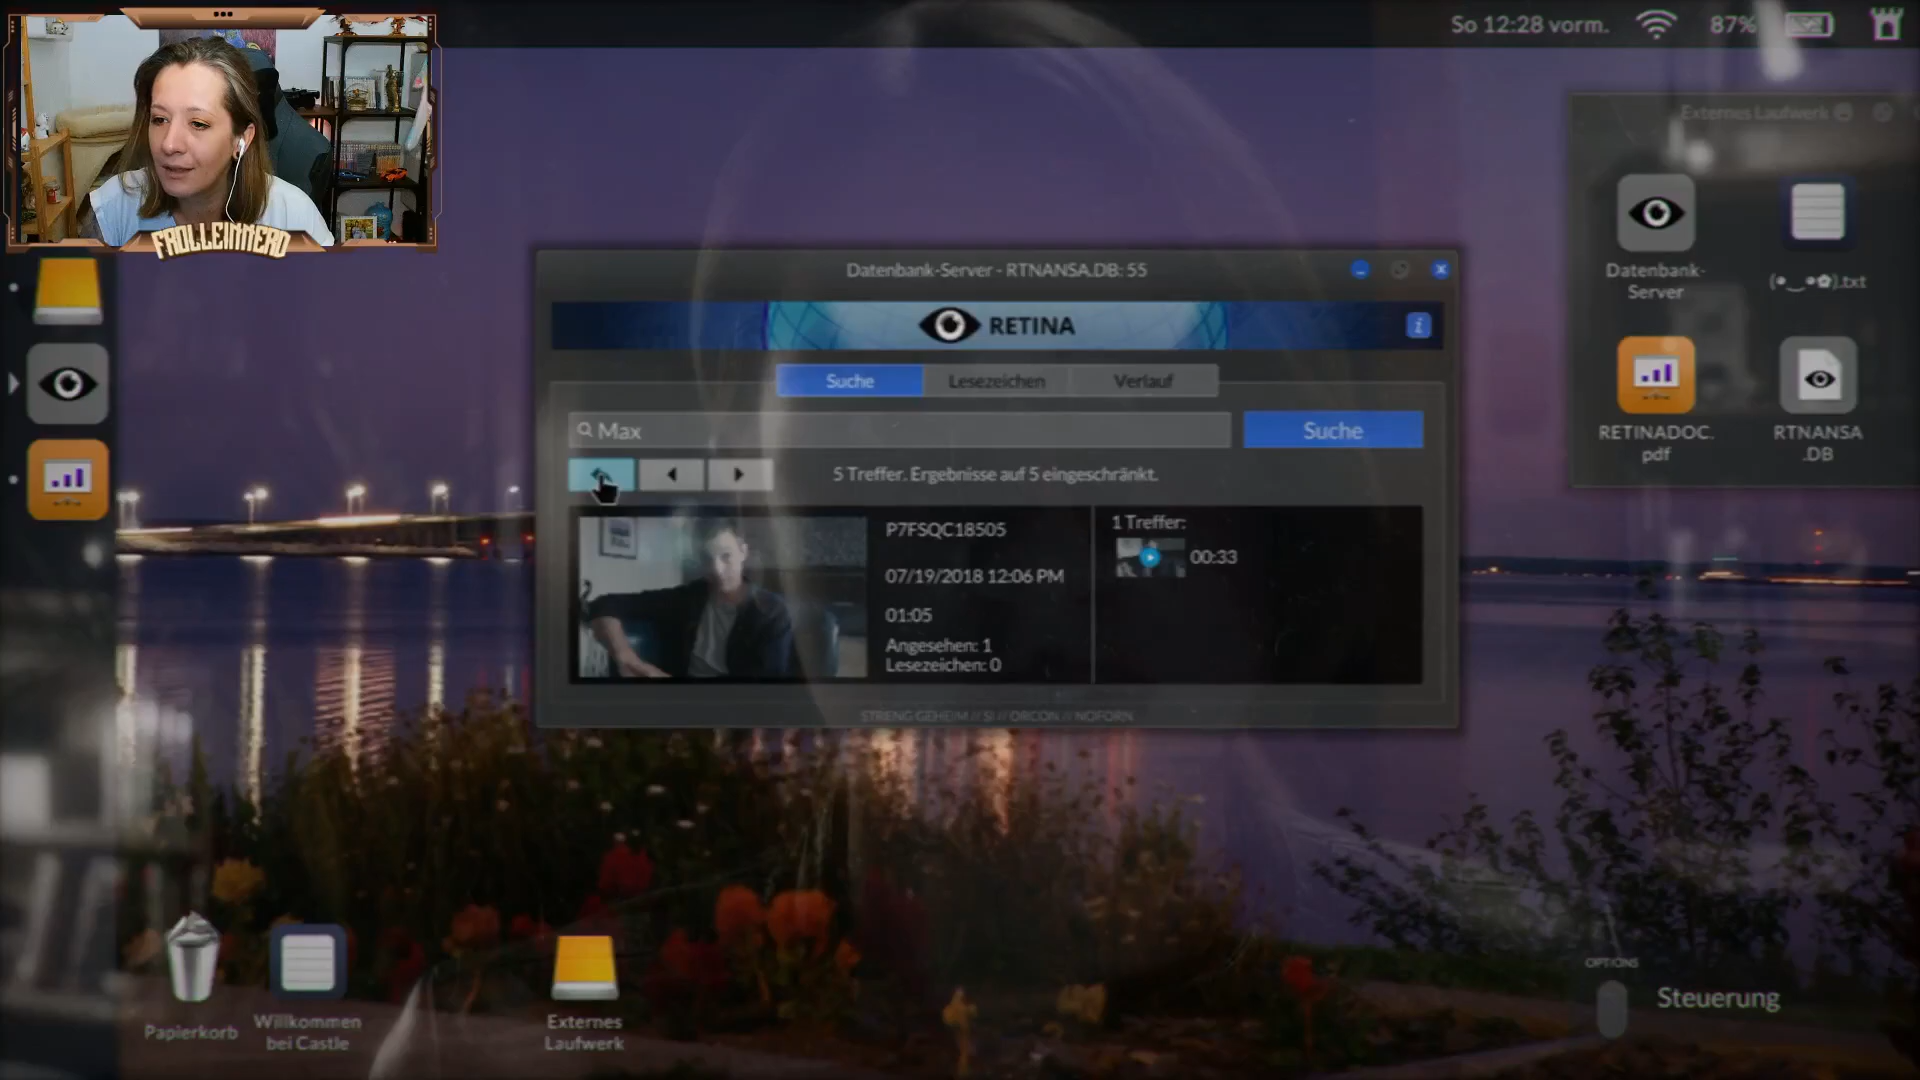 So 12:28 vorm.
87%
FROLLEINNERD
Externes Laufwerk
Datenbank-
Server
(•‿•✿).txt
RETINADOC.
pdf
RTNANSA
.DB
Datenbank-Server - RTNANSA.DB: 55
RETINA
i
Suche
Lesezeichen
Verlauf
Max
Suche
5 Treffer. Ergebnisse auf 5 eingeschränkt.
P7FSQC18505
07/19/2018 12:06 PM
01:05
Angesehen: 1
Lesezeichen: 0
1 Treffer:
00:33
STRENG GEHEIM // SI // ORCON // NOFORN
Papierkorb
Willkommen
bei Castle
Externes
Laufwerk
OPTIONS
Steuerung